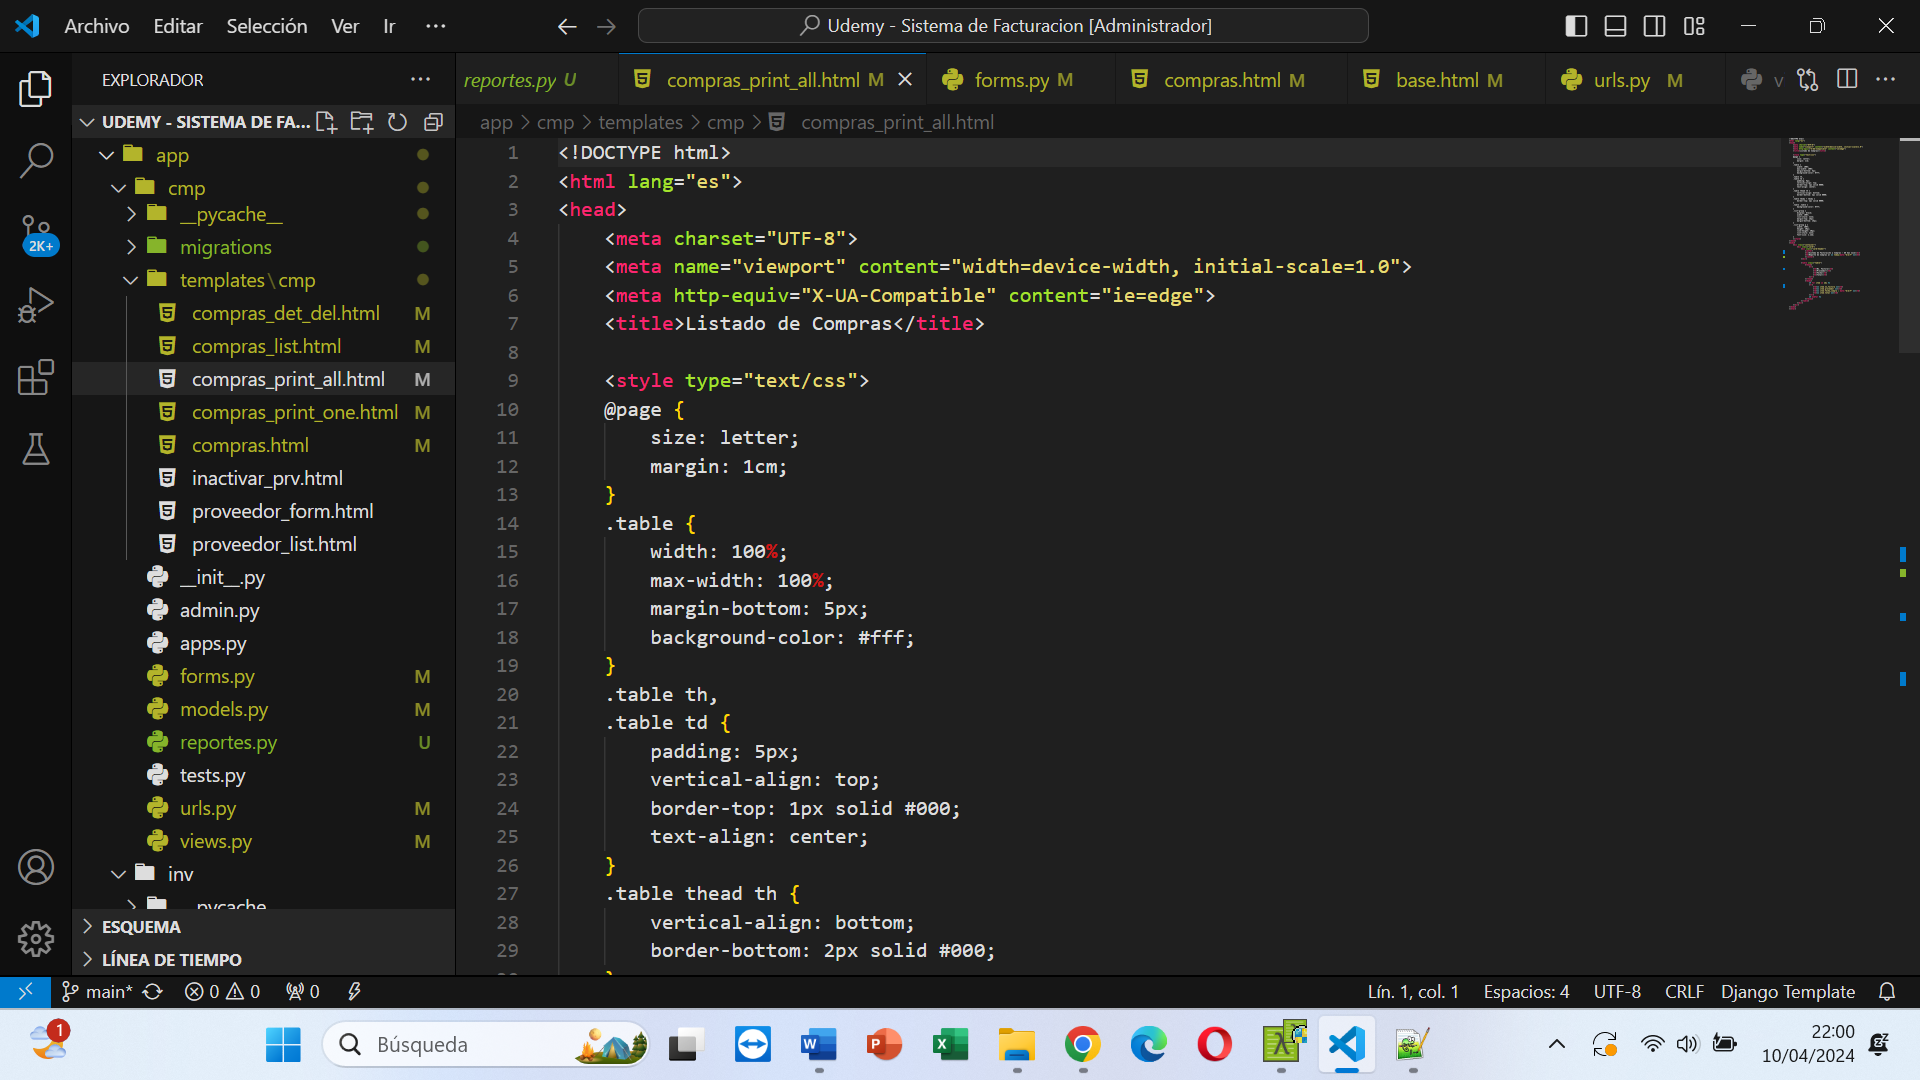 Archivo Editar Selección Ver Ir ···
Udemy - Sistema de Facturacion [Administrador]
EXPLORADOR
reportes.py U
compras_print_all.html M
forms.py M
compras.html M
base.html M
urls.py M
v
UDEMY - SISTEMA DE FA...
app > cmp > templates > cmp > compras_print_all.html
app
cmp
__pycache__
migrations
templates\cmp
compras_det_del.html M
compras_list.html M
compras_print_all.html M
compras_print_one.html M
compras.html M
inactivar_prv.html
proveedor_form.html
proveedor_list.html
__init__.py
admin.py
apps.py
forms.py M
models.py M
reportes.py U
tests.py
urls.py M
views.py M
inv
__pycache__
ESQUEMA
LÍNEA DE TIEMPO
2K+
1 <!DOCTYPE html>
2 <html lang="es">
3 <head>
4 <meta charset="UTF-8">
5 <meta name="viewport" content="width=device-width, initial-scale=1.0">
6 <meta http-equiv="X-UA-Compatible" content="ie=edge">
7 <title>Listado de Compras</title>
8
9 <style type="text/css">
10 @page {
11 size: letter;
12 margin: 1cm;
13 }
14 .table {
15 width: 100%;
16 max-width: 100%;
17 margin-bottom: 5px;
18 background-color: #fff;
19 }
20 .table th,
21 .table td {
22 padding: 5px;
23 vertical-align: top;
24 border-top: 1px solid #000;
25 text-align: center;
26 }
27 .table thead th {
28 vertical-align: bottom;
29 border-bottom: 2px solid #000;
30 }
main* 0 0 0
Lín. 1, col. 1 Espacios: 4 UTF-8 CRLF Django Template
1
Búsqueda
22:00
10/04/2024